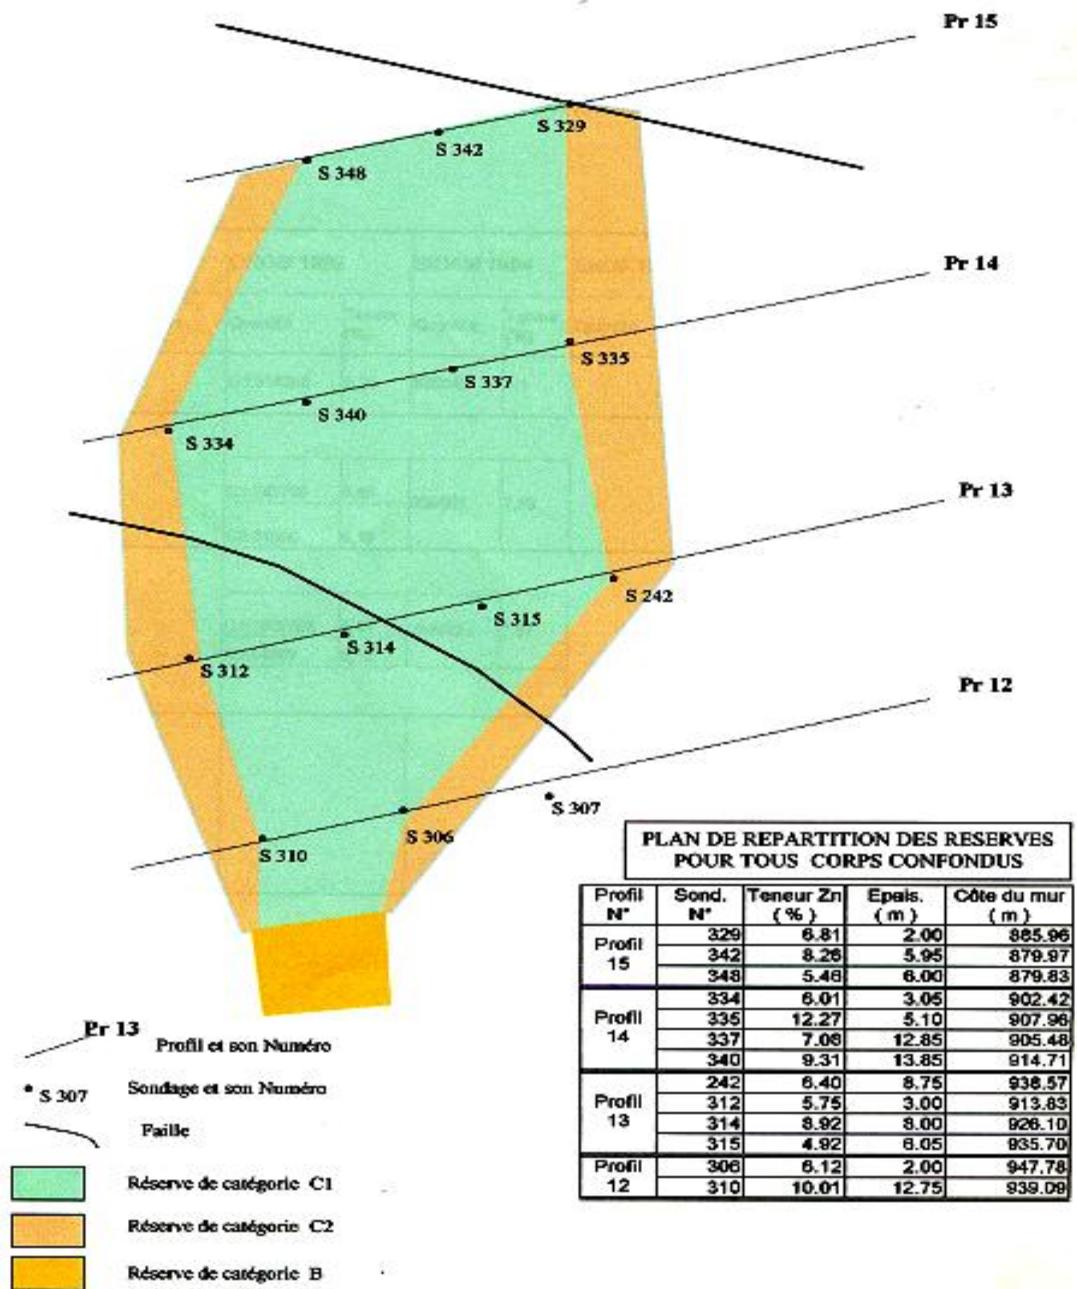 Pr 15
S 329
S 342
S 348
Pr 14
S 335
S 337
S 340
S 334
Pr 13
S 242
S 315
S 314
S 312
Pr 12
S 307
S 306
S 310
PLAN DE REPARTITION DES RESERVES
POUR TOUS CORPS CONFONDUS
Profil N° Sond. N° Teneur Zn ( % ) Epais. ( m ) Côte du mur ( m )
Profil 15
329 6.81 2.00 885.96
342 8.26 5.95 879.97
348 5.46 6.00 879.83
Profil 14
334 6.01 3.05 902.42
335 12.27 5.10 907.96
337 7.06 12.85 905.48
340 9.31 13.85 914.71
Profil 13
242 6.40 8.75 938.57
312 5.75 3.00 913.83
314 8.92 8.00 926.10
315 4.92 6.05 935.70
Profil 12
306 6.12 2.00 947.78
310 10.01 12.75 939.09
Pr 13
Profil et son Numéro
S 307
Sondage et son Numéro
Faille
Réserve de catégorie C1
Réserve de catégorie C2
Réserve de catégorie B